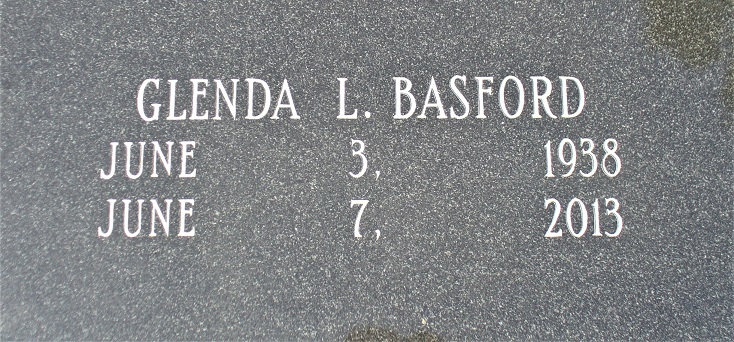 GLENDA L. BASFORD
JUNE 3, 1938
JUNE 7, 2013